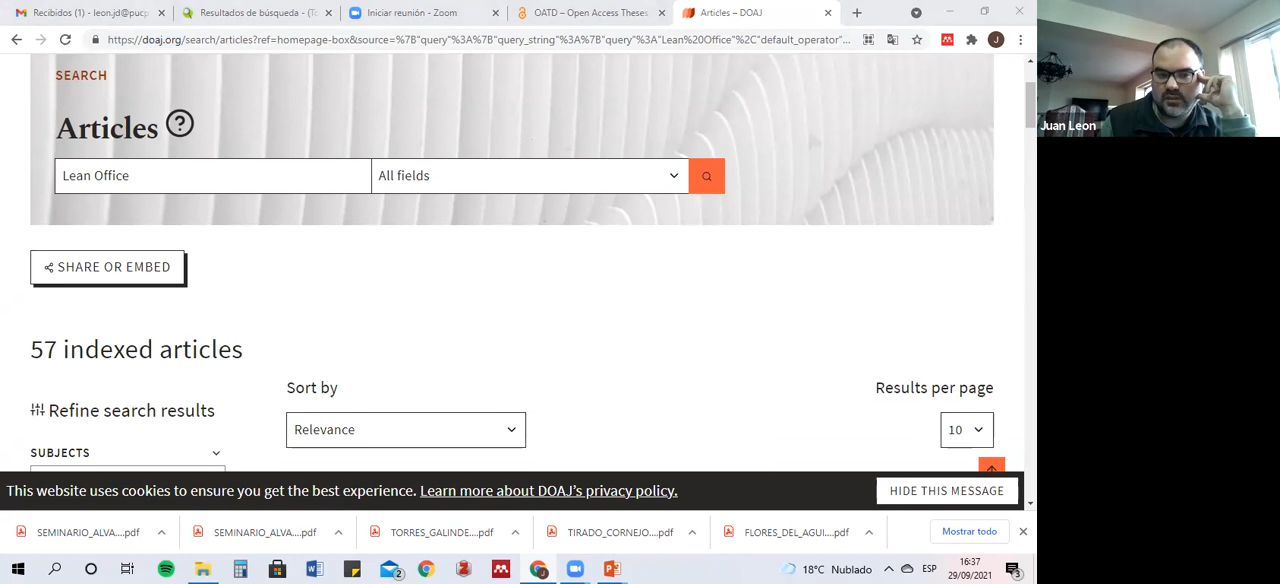 Recibidos (1) - leon.jd@pucp
Resultados de búsqueda - (To
Iniciar reunión - Zoom
OATD – Open Access Theses
Articles – DOAJ
https://doaj.org/search/articles?ref=homepage-box&source=%7B"query"%3A%7B"query_string"%3A%7B"query"%3A"Lean%20Office"%2C"default_operator"...
J
SEARCH
Articles ?
Lean Office
All fields
SHARE OR EMBED
57 indexed articles
Sort by
Results per page
Refine search results
Relevance
10
SUBJECTS
This website uses cookies to ensure you get the best experience. Learn more about DOAJ's privacy policy.
HIDE THIS MESSAGE
SEMINARIO_ALVA....pdf
SEMINARIO_ALVA....pdf
TORRES_GALINDE....pdf
TIRADO_CORNEJO....pdf
FLORES_DEL_AGUI....pdf
Mostrar todo
2
18°C Nublado
ESP
16:37
29/09/2021
3
Juan Leon